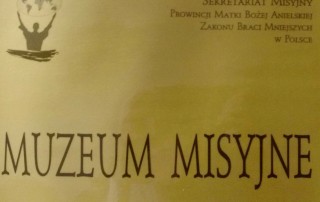 SEKRETARIAT MISYJNY
PROWINCJI MATKI BOŻEJ ANIELSKIEJ
ZAKONU BRACI MNIEJSZYCH
W POLSCE
MUZEUM MISYJNE